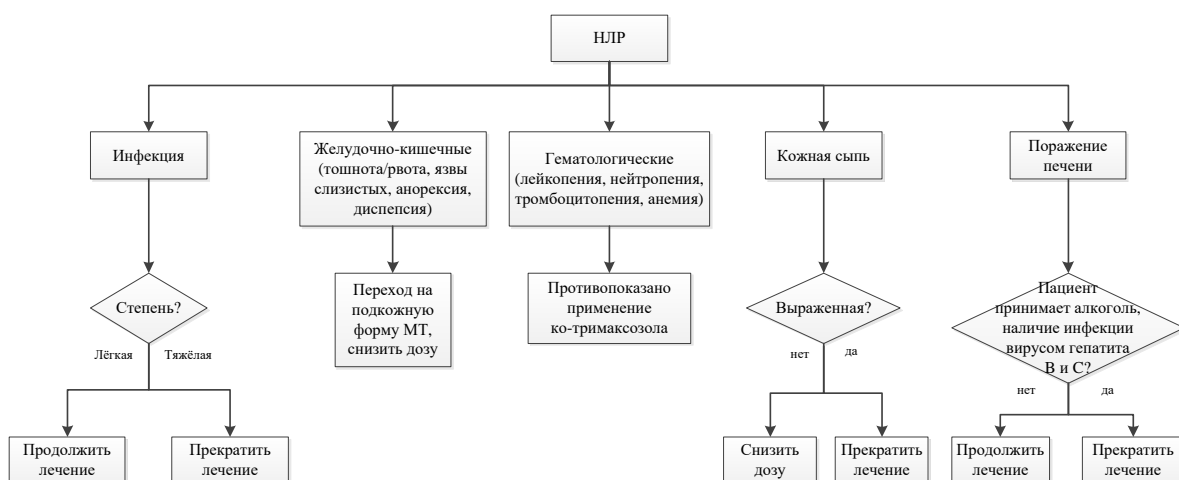 НЛР
Инфекция
Желудочно-кишечные
(тошнота/рвота, язвы
слизистых, анорексия,
диспепсия)
Гематологические
(лейкопения, нейтропения,
тромбоцитопения, анемия)
Кожная сыпь
Поражение
печени
Степень?
Переход на
подкожную
форму МТ,
снизить дозу
Противопоказано
применение
ко-тримаксозола
Выраженная?
Пациент
принимает алкоголь,
наличие инфекции
вирусом гепатита
В и С?
Лёгкая
Тяжёлая
нет
да
нет
да
Продолжить
лечение
Прекратить
лечение
Снизить
дозу
Прекратить
лечение
Продолжить
лечение
Прекратить
лечение